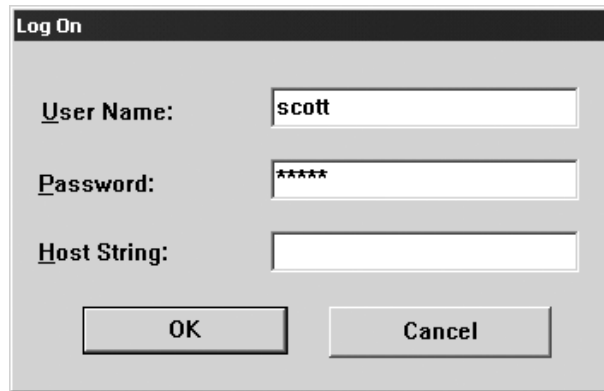 Log On
User Name: scott
Password: *****
Host String:
OK Cancel